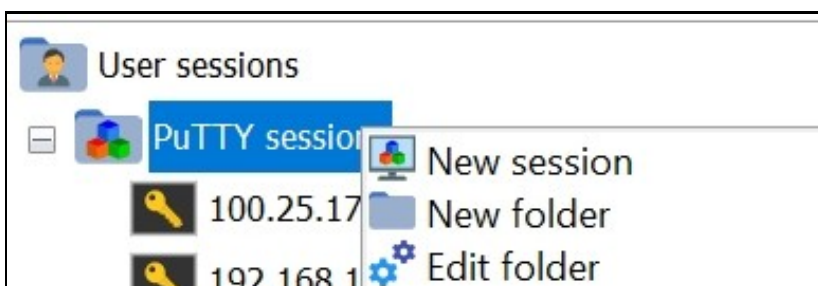 User sessions
PuTTY session
New session
100.25.17
New folder
192.168.1
Edit folder